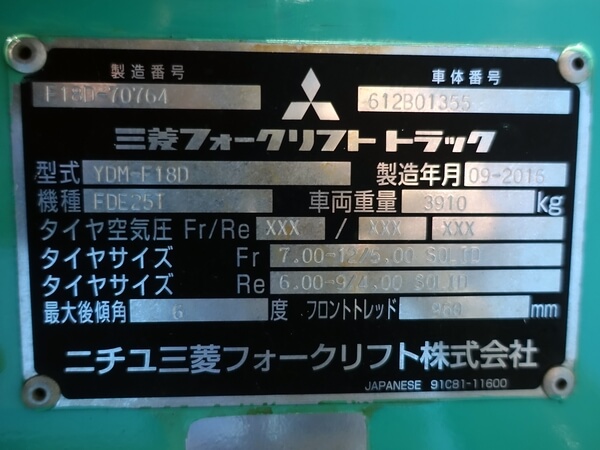 製造番号 車体番号
F18D-70764 612B01355
三菱フォークリフト トラック
型式 YDM-F18D 製造年月 09-2015
機種 FDE25T 車両重量 3910 kg
タイヤ空気圧 Fr/Re XXX / XXX XXX
タイヤサイズ Fr 7.00-12/5,00 SOLID
タイヤサイズ Re 6.00-9/4,00 SOLID
最大後傾角 6 度 フロントトレッド 960 mm
ニチユ三菱フォークリフト株式会社
JAPANESE 91C81-11600